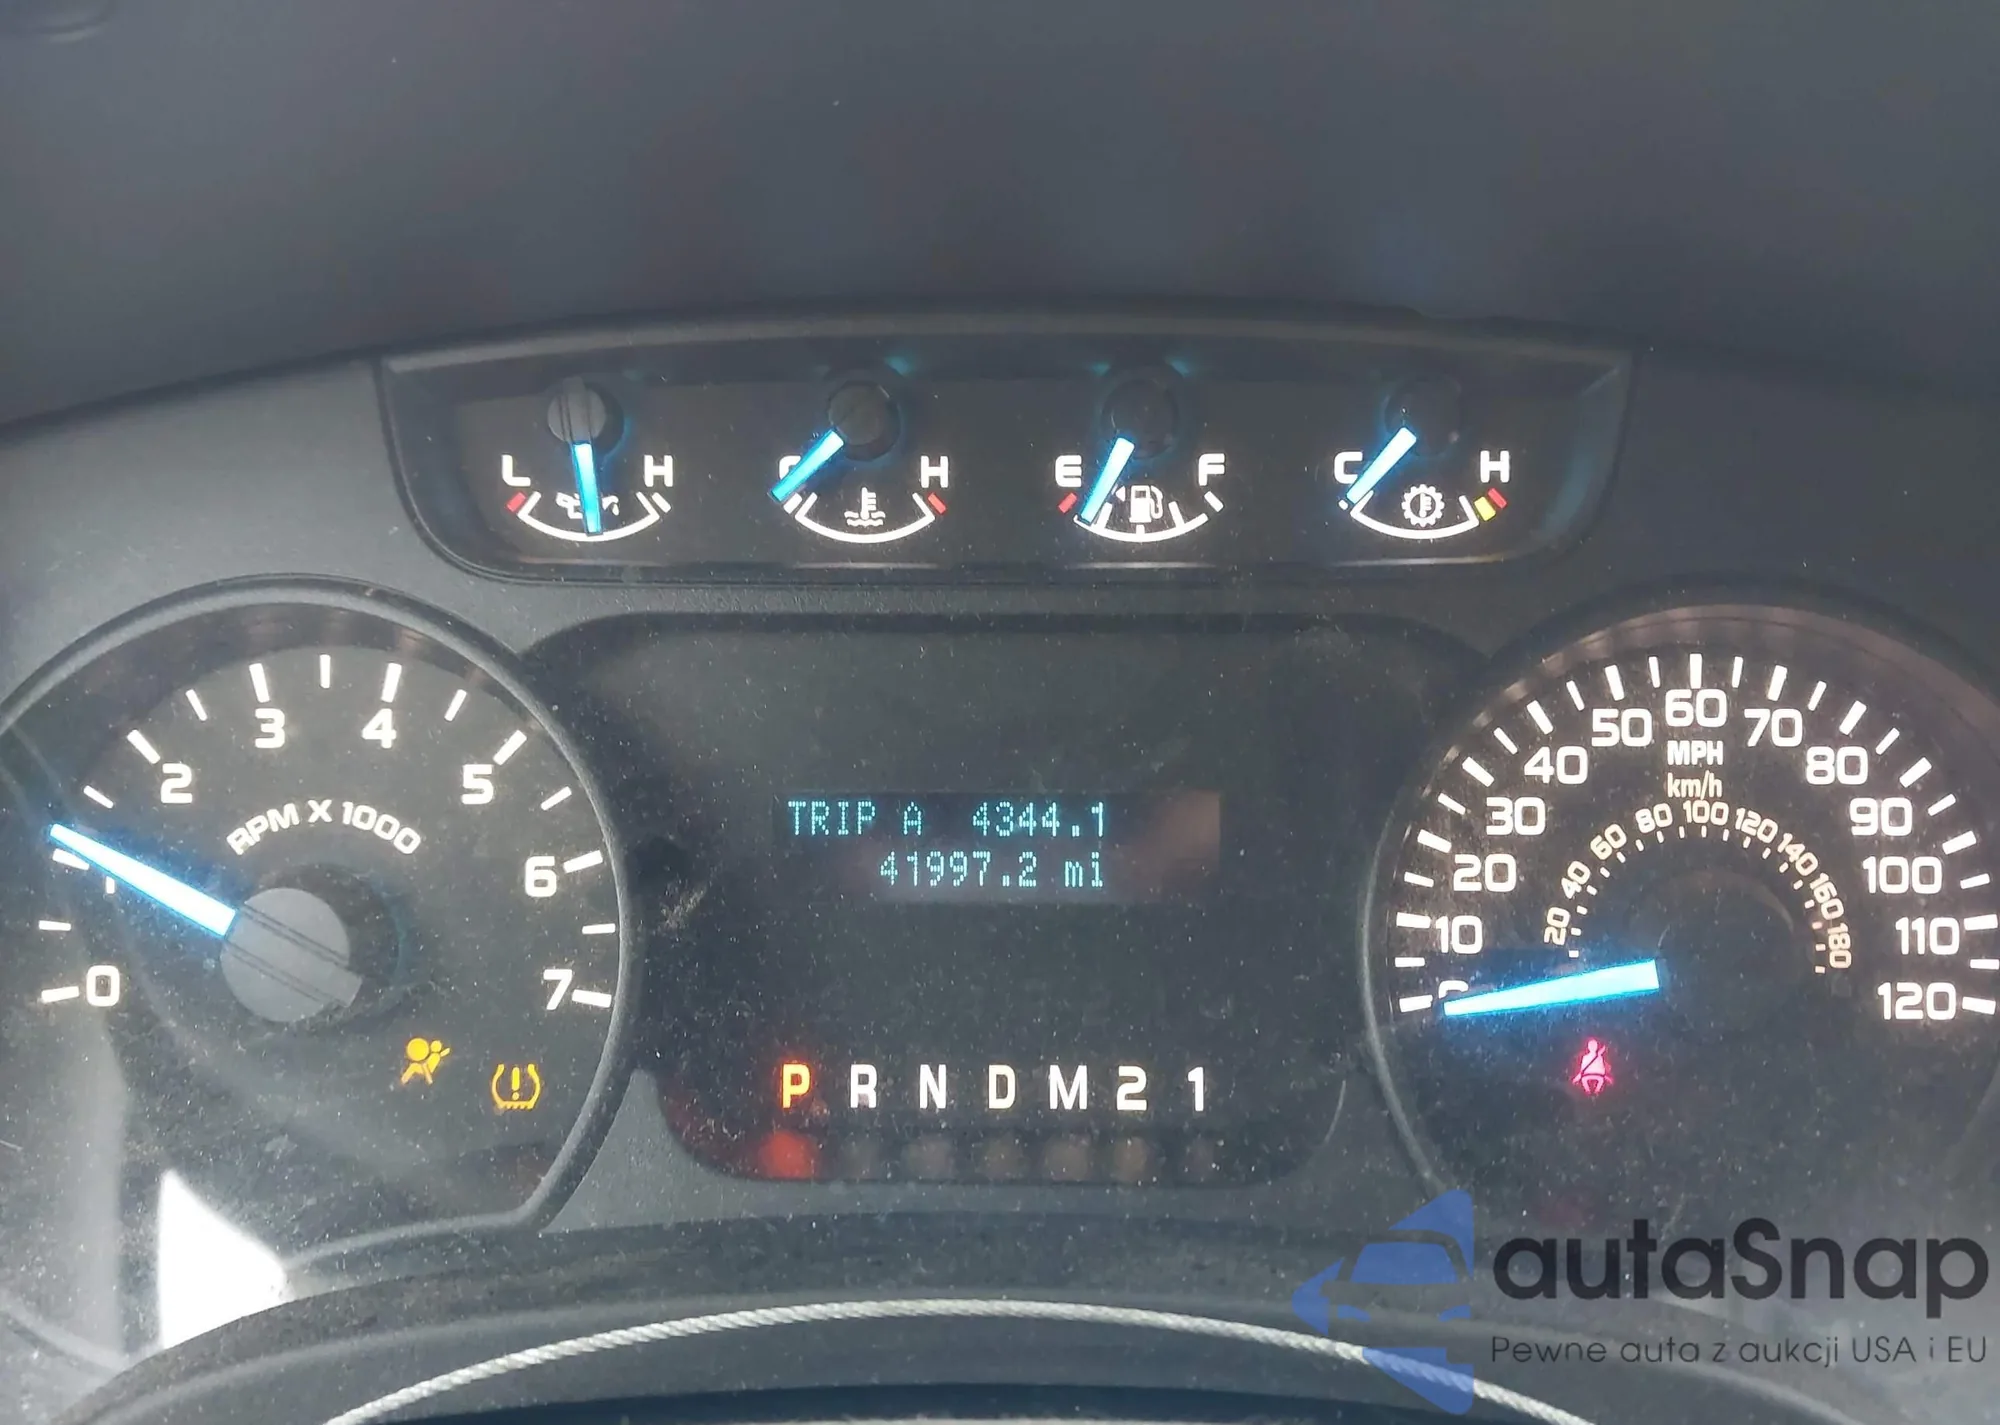 L H
C H
E F
C H
0 1 2 3 4 5 6 7
RPM X 1000
TRIP A 4344.1
41997.2 mi
P R N D M 2 1
0 10 20 30 40 50 60 70 80 90 100 110 120
MPH
km/h
20 40 60 80 100 120 140 160 180
autaSnap
Pewne auta z aukcji USA i EU